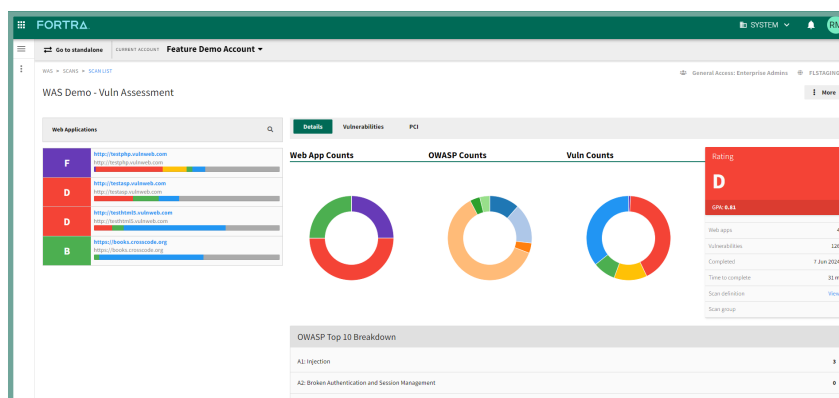 FORTRA.
SYSTEM
RM
Go to standalone
CURRENT ACCOUNT Feature Demo Account
WAS > SCANS > SCAN LIST
General Access: Enterprise Admins
FLSTAGING
WAS Demo - Vuln Assessment
More
Web Applications
F
http://testphp.vulnweb.com
http://testphp.vulnweb.com
D
http://testasp.vulnweb.com
http://testasp.vulnweb.com
D
http://testhtml5.vulnweb.com
http://testhtml5.vulnweb.com
B
https://books.crosscode.org
https://books.crosscode.org
Details Vulnerabilities PCI
Web App Counts
OWASP Counts
Vuln Counts
Rating
D
GPA: 0.81
Web apps 4
Vulnerabilities
Completed 7 Jun 2024
Time to complete 31 m
Scan definition View
Scan group
OWASP Top 10 Breakdown
A1: Injection 3
A2: Broken Authentication and Session Management 0